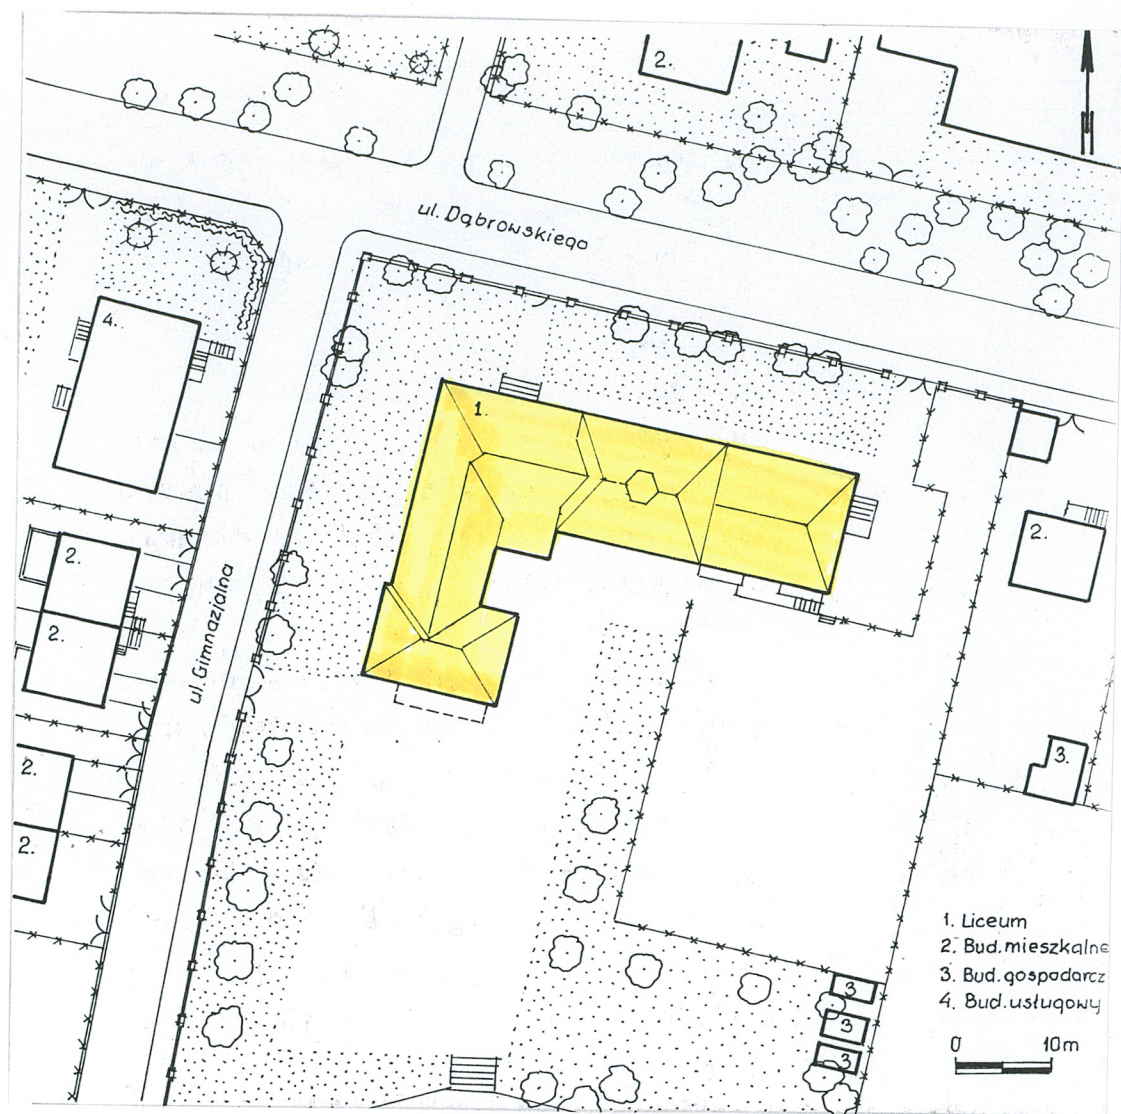 2.
ul. Dąbrowskiego
4.
1.
2.
2.
2.
ul. Gimnazjalna
2.
3.
2.
1. Liceum
2. Bud. mieszkalne
3. Bud. gospodarcz
4. Bud. usługowy
3
3
3
0 10m
N